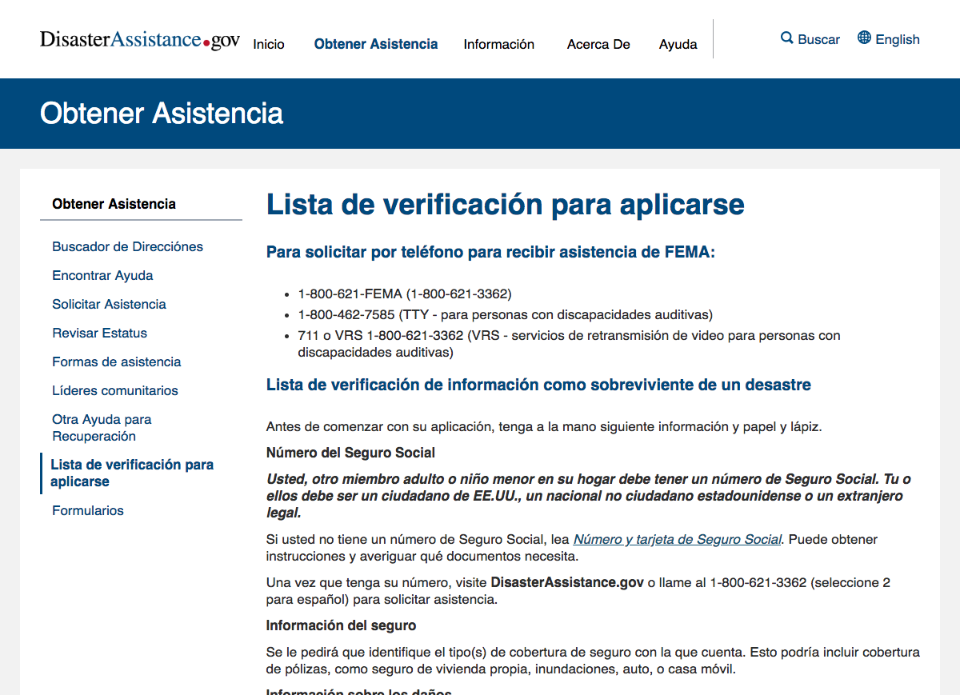 DisasterAssistance.gov
Inicio
Obtener Asistencia
Información
Acerca De
Ayuda
Buscar
English
Obtener Asistencia
Obtener Asistencia
Buscador de Direcciónes
Encontrar Ayuda
Solicitar Asistencia
Revisar Estatus
Formas de asistencia
Líderes comunitarios
Otra Ayuda para
Recuperación
Lista de verificación para
aplicarse
Formularios
Lista de verificación para aplicarse
Para solicitar por teléfono para recibir asistencia de FEMA:
• 1-800-621-FEMA (1-800-621-3362)
• 1-800-462-7585 (TTY - para personas con discapacidades auditivas)
• 711 o VRS 1-800-621-3362 (VRS - servicios de retransmisión de video para personas con
discapacidades auditivas)
Lista de verificación de información como sobreviviente de un desastre
Antes de comenzar con su aplicación, tenga a la mano siguiente información y papel y lápiz.
Número del Seguro Social
Usted, otro miembro adulto o niño menor en su hogar debe tener un número de Seguro Social. Tu o
ellos debe ser un ciudadano de EE.UU., un nacional no ciudadano estadounidense o un extranjero
legal.
Si usted no tiene un número de Seguro Social, lea Número y tarjeta de Seguro Social. Puede obtener
instrucciones y averiguar qué documentos necesita.
Una vez que tenga su número, visite DisasterAssistance.gov o llame al 1-800-621-3362 (seleccione 2
para español) para solicitar asistencia.
Información del seguro
Se le pedirá que identifique el tipo(s) de cobertura de seguro con la que cuenta. Esto podría incluir cobertura
de pólizas, como seguro de vivienda propia, inundaciones, auto, o casa móvil.
Información sobre los daños